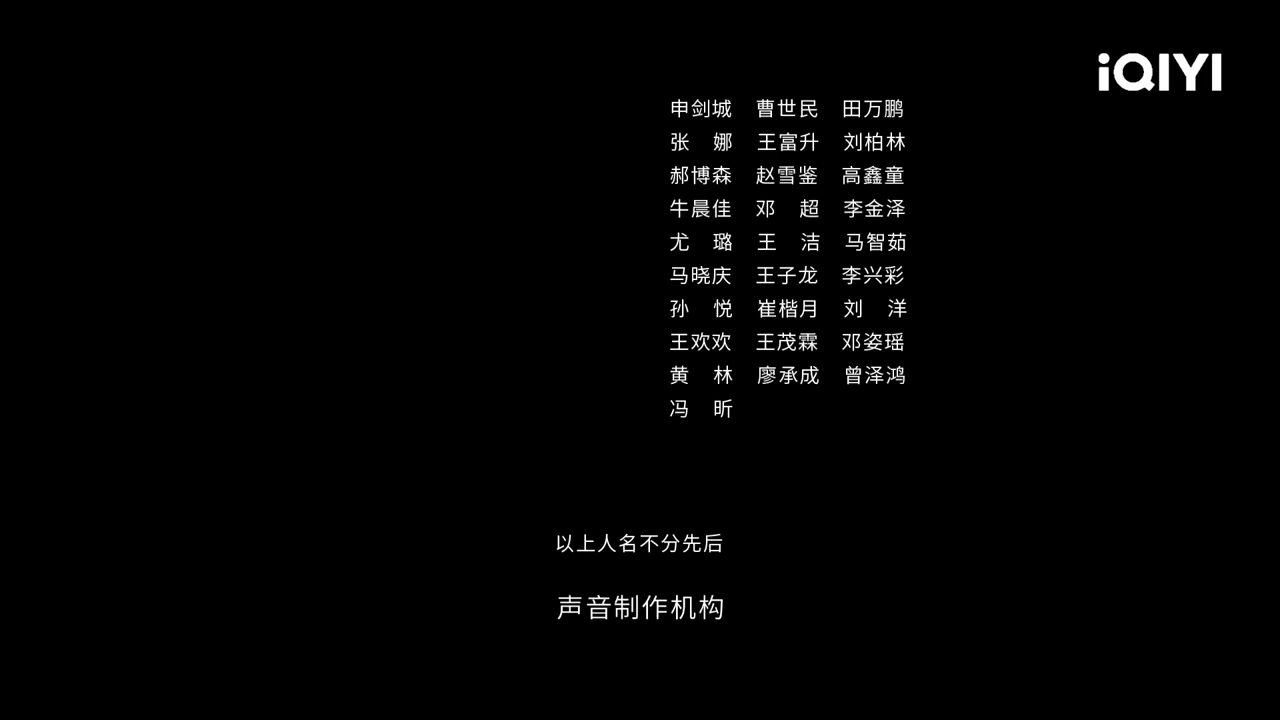 iQIYI
申剑城 曹世民 田万鹏
张 娜 王富升 刘柏林
郝博森 赵雪鉴 高鑫童
牛晨佳 邓 超 李金泽
尤 璐 王 洁 马智茹
马晓庆 王子龙 李兴彩
孙 悦 崔楷月 刘 洋
王欢欢 王茂霖 邓姿瑶
黄 林 廖承成 曾泽鸿
冯 昕
以上人名不分先后
声音制作机构